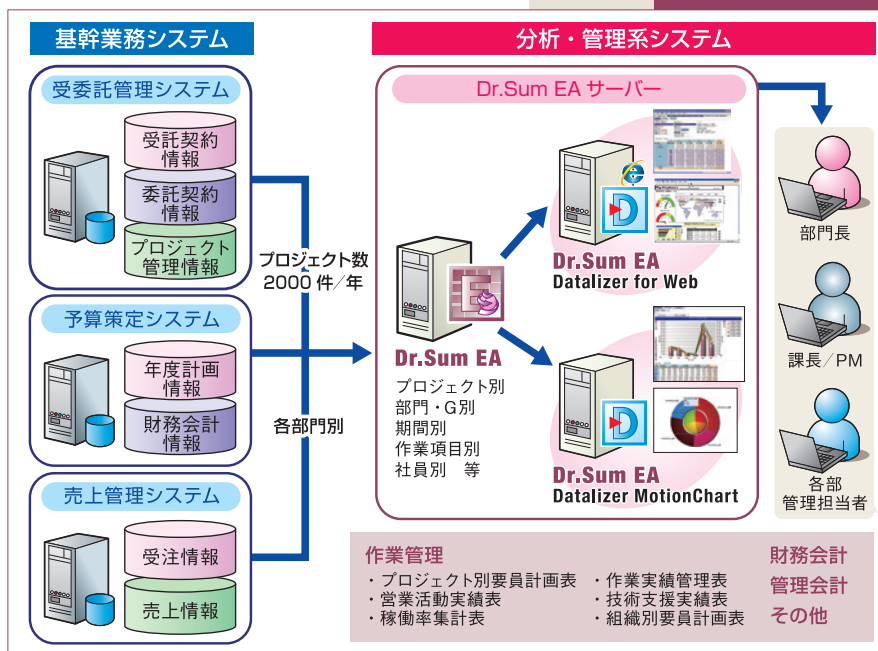 基幹業務システム
受委託管理システム
受託契約
情報
委託契約
情報
プロジェクト
管理情報
予算策定システム
年度計画
情報
財務会計
情報
売上管理システム
受注情報
売上情報
プロジェクト数
2000 件／年
各部門別
分析・管理系システム
Dr.Sum EA サーバー
Dr.Sum EA
プロジェクト別
部門・G別
期間別
作業項目別
社員別　等
Dr.Sum EA
Datalizer for Web
Dr.Sum EA
Datalizer MotionChart
部門長
課長／PM
各部
管理担当者
作業管理
・プロジェクト別要員計画表
・営業活動実績表
・稼働率集計表
・作業実績管理表
・技術支援実績表
・組織別要員計画表
財務会計
管理会計
その他